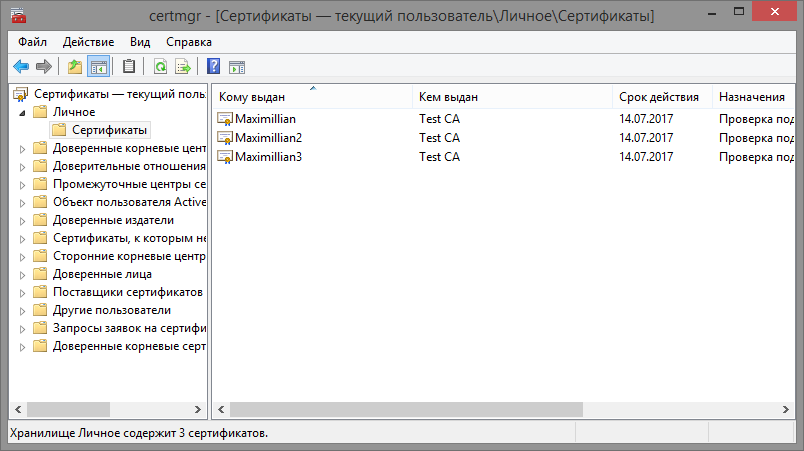 certmgr - [Сертификаты — текущий пользователь\Личное\Сертификаты]
Файл Действие Вид Справка
Сертификаты — текущий поль
Личное
Сертификаты
Доверенные корневые цент
Доверительные отношения
Промежуточные центры се
Объект пользователя Active
Доверенные издатели
Сертификаты, к которым не
Сторонние корневые центр
Доверенные лица
Поставщики сертификатов
Другие пользователи
Запросы заявок на сертифи
Доверенные корневые серт
Кому выдан Кем выдан Срок действия Назначения
Maximillian Test CA 14.07.2017 Проверка под
Maximillian2 Test CA 14.07.2017 Проверка под
Maximillian3 Test CA 14.07.2017 Проверка под
Хранилище Личное содержит 3 сертификатов.